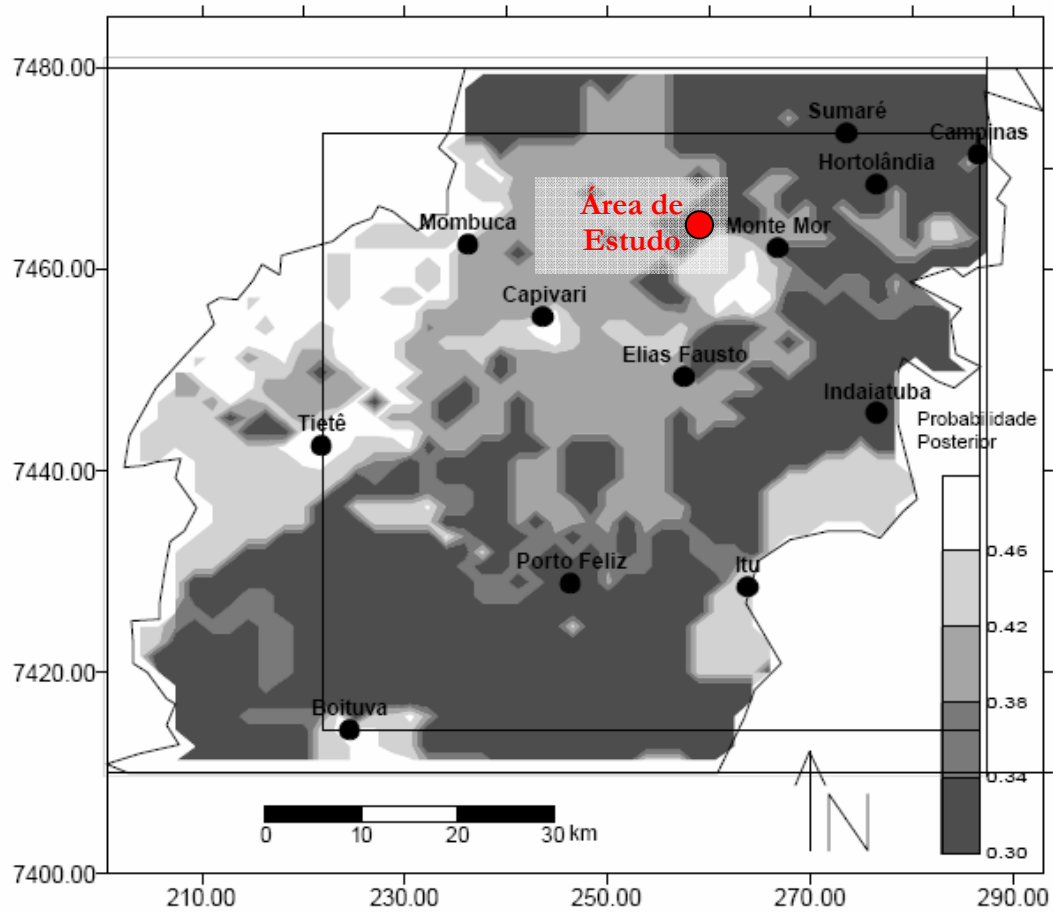 7480.00
Sumaré
Campinas
Hortolândia
Área de
Estudo
Mombuca
Monte Mor
7460.00
Capivari
Elias Fausto
Indaiatuba
Tietê
Probabilidade
Posterior
7440.00
0.46
Porto Feliz
Itu
0.42
7420.00
0.38
Boituva
0.34
N
0 10 20 30 km
0.30
7400.00
210.00 230.00 250.00 270.00 290.00